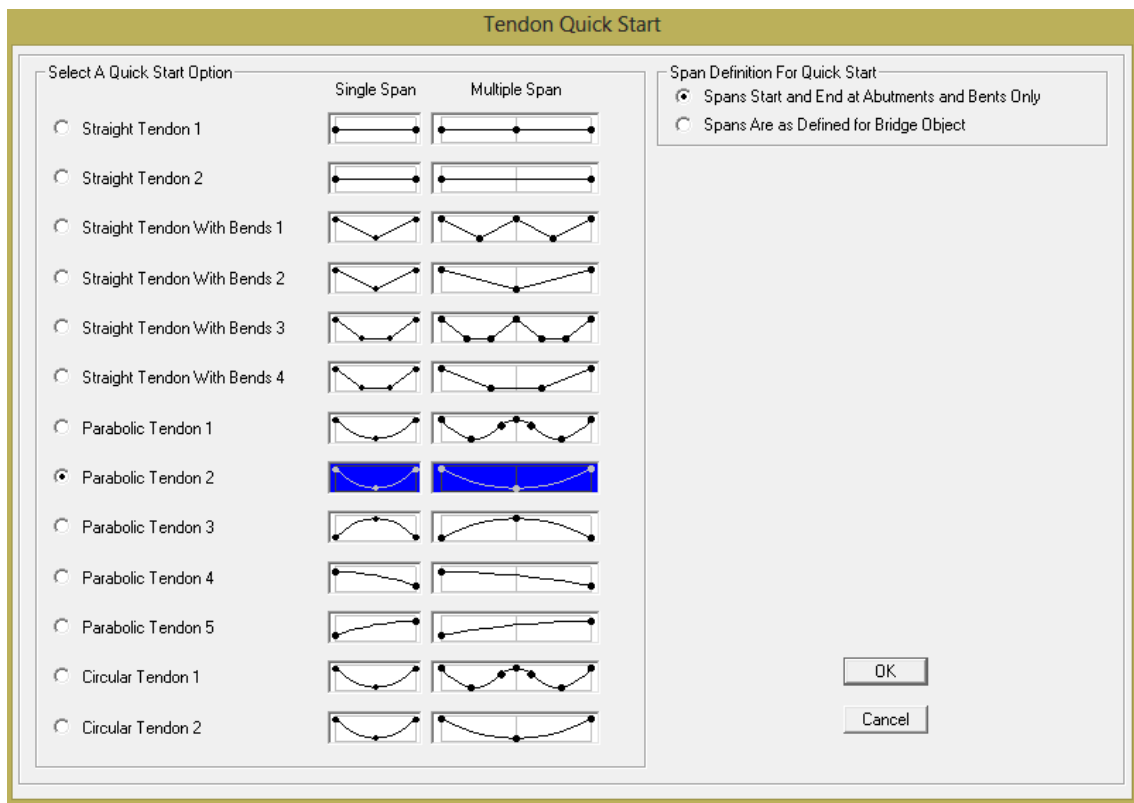 Tendon Quick Start
Select A Quick Start Option
Single Span
Multiple Span
Straight Tendon 1
Straight Tendon 2
Straight Tendon With Bends 1
Straight Tendon With Bends 2
Straight Tendon With Bends 3
Straight Tendon With Bends 4
Parabolic Tendon 1
Parabolic Tendon 2
Parabolic Tendon 3
Parabolic Tendon 4
Parabolic Tendon 5
Circular Tendon 1
Circular Tendon 2
Span Definition For Quick Start
Spans Start and End at Abutments and Bents Only
Spans Are as Defined for Bridge Object
OK
Cancel